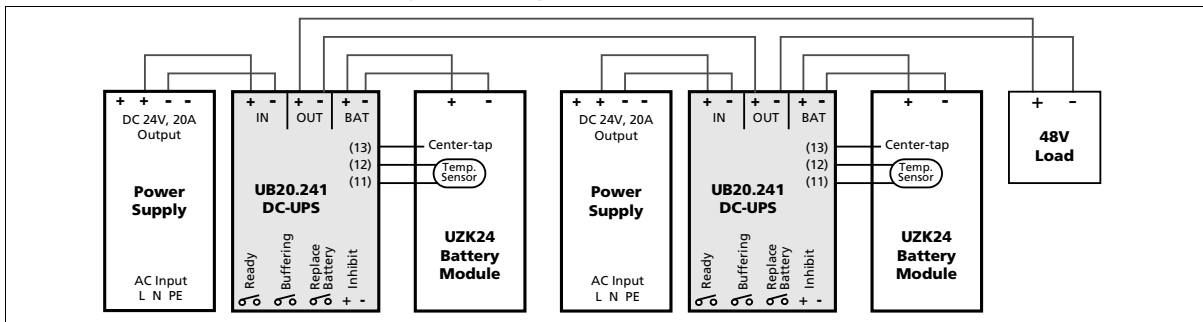 + + - -
DC 24V, 20A
Output
Power
Supply
AC Input
L N PE
+ - + - + -
IN OUT BAT
(13)
(12)
(11)
UB20.241
DC-UPS
Ready
Buffering
Replace
Battery
Inhibit
+ -
+ -
Center-tap
Temp.
Sensor
UZK24
Battery
Module
+ + - -
DC 24V, 20A
Output
Power
Supply
AC Input
L N PE
+ - + - + -
IN OUT BAT
(13)
(12)
(11)
UB20.241
DC-UPS
Ready
Buffering
Replace
Battery
Inhibit
+ -
+ -
Center-tap
Temp.
Sensor
UZK24
Battery
Module
+ –
48V
Load